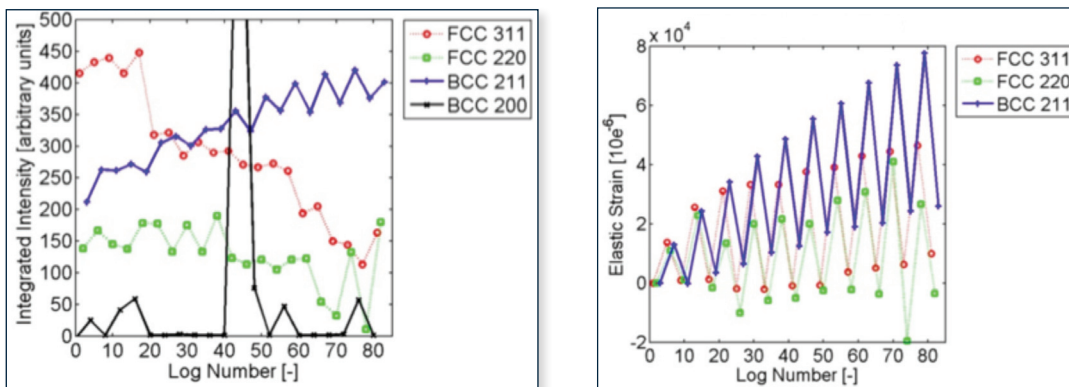 500
450
400
350
300
250
200
150
100
50
0
0 10 20 30 40 50 60 70 80 90
Integrated Intensity [arbitrary units]
Log Number [-]
FCC 311
FCC 220
BCC 211
BCC 200
x 10⁴
8
6
4
2
0
-2
0 10 20 30 40 50 60 70 80
Elastic Strain [10e⁻⁶]
Log Number [-]
FCC 311
FCC 220
BCC 211